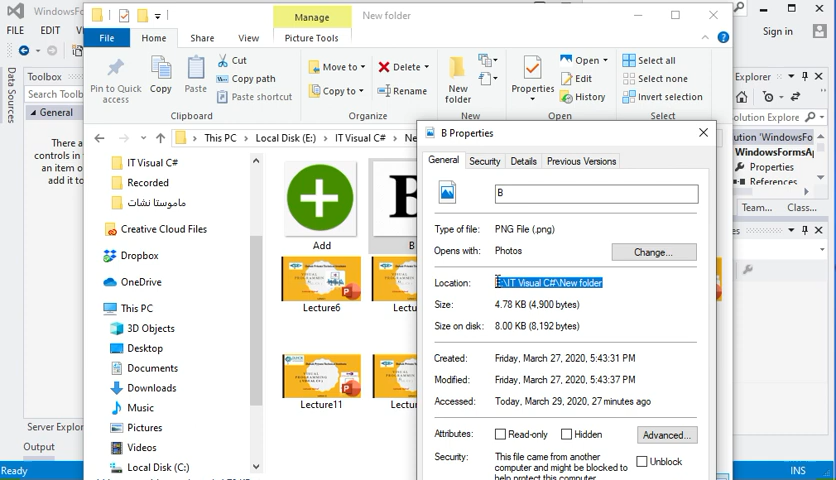 WindowsForms
FILE
EDIT
Sign in
Manage
New folder
File
Home
Share
View
Picture Tools
Pin to Quick access
Copy
Paste
Cut
Copy path
Paste shortcut
Clipboard
Move to
Copy to
Delete
Rename
Organize
New folder
New
Properties
Open
Edit
History
Open
Select all
Select none
Invert selection
Select
This PC
Local Disk (E:)
IT Visual C#
Data Sources
Toolbox
Search Toolb
General
There a
controls in
an item o
add it to
Server Explor
Output
Ready
INS
IT Visual C#
Recorded
ماموستا نشات
Creative Cloud Files
Dropbox
OneDrive
This PC
3D Objects
Desktop
Documents
Downloads
Music
Pictures
Videos
Local Disk (C:)
Add
B
Lecture6
Lecture11
B Properties
General
Security
Details
Previous Versions
B
Type of file: PNG File (.png)
Opens with: Photos
Change...
Location: E:\IT Visual C#\New folder
Size: 4.78 KB (4,900 bytes)
Size on disk: 8.00 KB (8,192 bytes)
Created: Friday, March 27, 2020, 5:43:31 PM
Modified: Friday, March 27, 2020, 5:43:37 PM
Accessed: Today, March 29, 2020, 27 minutes ago
Attributes: Read-only Hidden Advanced...
Security: This file came from another
computer and might be blocked to
help protect this computer
Unblock
Explorer
olution Explorer
olution 'WindowsFo
WindowsFormsAp
Properties
References
Team...
Class...